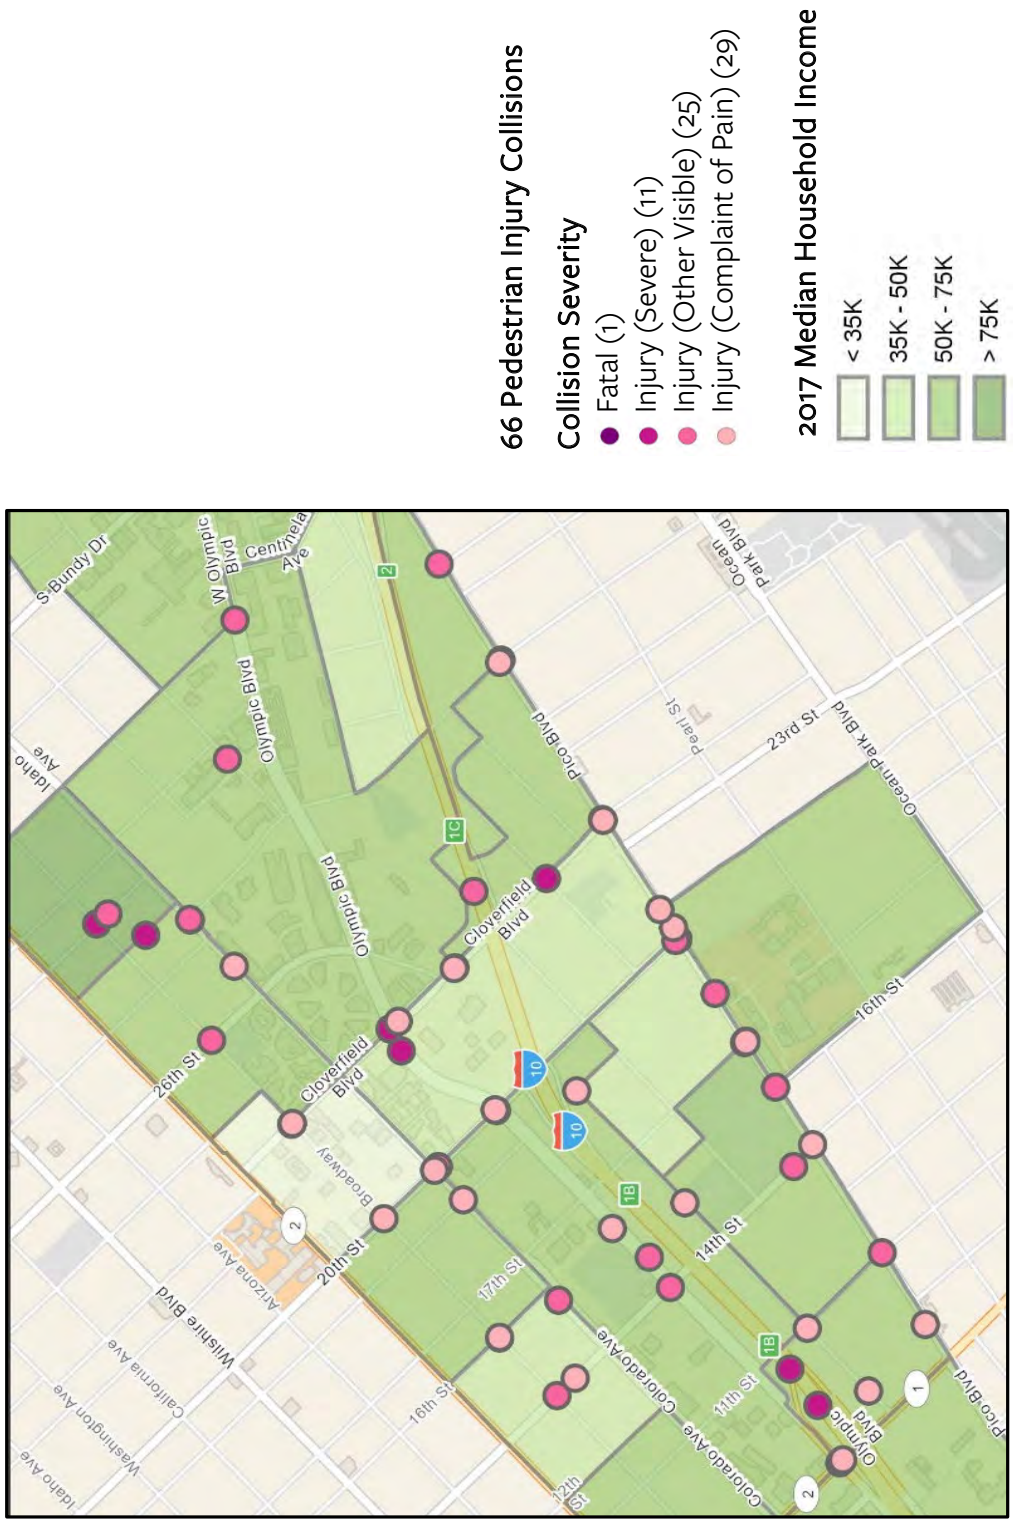 66 Pedestrian Injury Collisions
Collision Severity
Fatal (1)
Injury (Severe) (11)
Injury (Other Visible) (25)
Injury (Complaint of Pain) (29)
2017 Median Household Income
< 35K
35K - 50K
50K - 75K
> 75K
Idaho Ave
Washington Ave
California Ave
Wilshire Blvd
Arizona Ave
Broadway
20th St
2
26th St
Cloverfield
Blvd
Idaho
Ave
S Bundy Dr
W Olympic
Blvd
Centinela
Ave
Olympic Blvd
Olympic Blvd
2
1C
Cloverfield
Blvd
Pico Blvd
Pearl St
23rd St
Ocean
Park Blvd
Ocean Park Blvd
16th St
10
10
1B
14th St
17th St
16th St
12th
St
Colorado Ave
Colorado Ave
11th St
1B
Olympic
Blvd
1
2
Pico Blvd
Pico Blvd